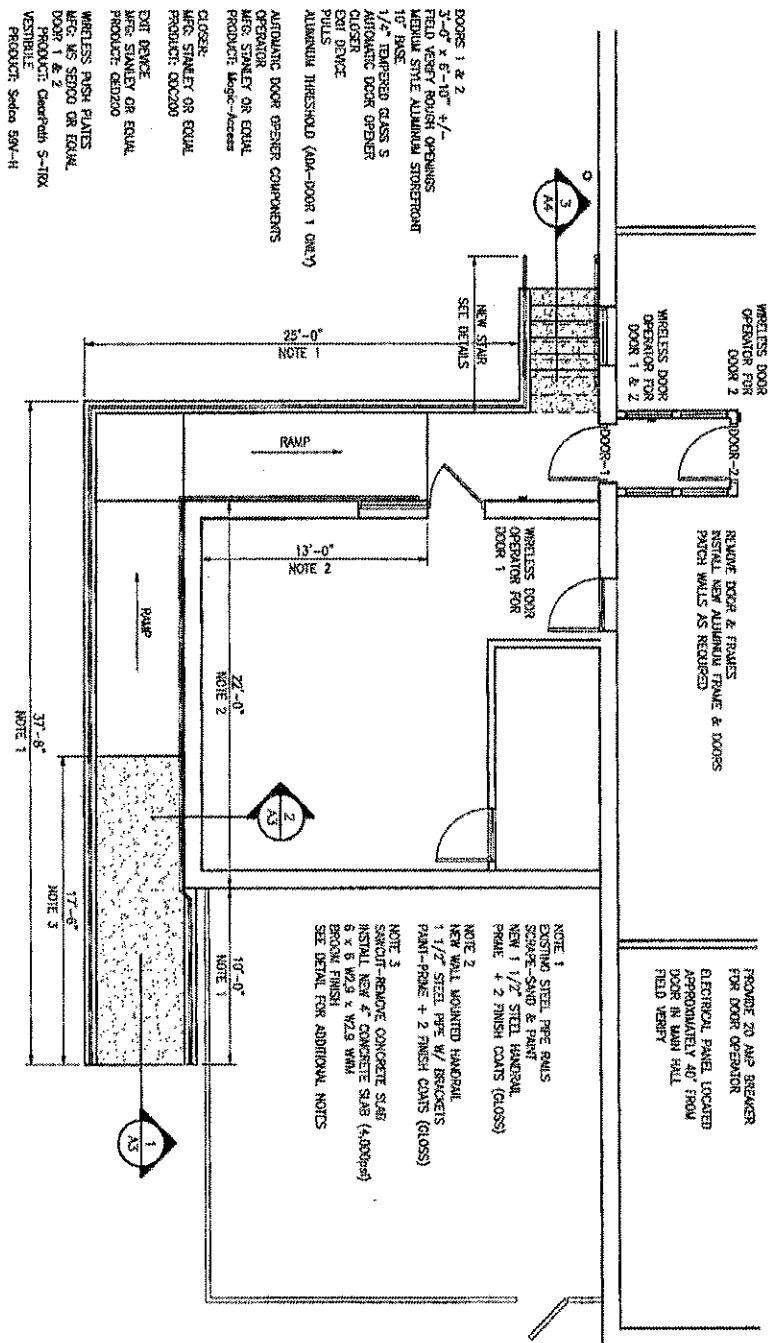 DOORS 1 & 2
3'-0" x 6'-10" +/-
FIELD VERIFY ROUGH OPENINGS
MEDIUM STYLE ALUMINUM STOREFRONT
10" BASE
1/4" TEMPERED GLASS S
AUTOMATIC DOOR OPENER
CLOSER
EXIT DEVICE
PULLS
ALUMINUM THRESHOLD (ADA-DOOR 1 ONLY)
AUTOMATIC DOOR OPENER COMPONENTS
OPERATOR
MFG: STANLEY OR EQUAL
PRODUCT: Magic-Access
CLOSER:
MFG: STANLEY OR EQUAL
PRODUCT: QDC200
EXIT DEVICE
MFG: STANLEY OR EQUAL
PRODUCT: QED200
WIRELESS PUSH PLATES
MFG: MS SEDCO OR EQUAL
DOOR 1 & 2
PRODUCT: ClearPath S-TRX
VESTIBULE
PRODUCT: Sedco 59V-H
3
A4
WIRELESS DOOR
OPERATOR FOR
DOOR 2
WIRELESS DOOR
OPERATOR FOR
DOOR 1 & 2
DOOR-2
DOOR-1
NEW STAIR
SEE DETAILS
25'-0"
NOTE 1
RAMP
WIRELESS DOOR
OPERATOR FOR
DOOR 1
13'-0"
NOTE 2
REMOVE DOOR & FRAMES
INSTALL NEW ALUMINUM FRAME & DOORS
PATCH WALLS AS REQUIRED
22'-0"
NOTE 2
RAMP
37'-8"
NOTE 1
2
A3
17'-6"
NOTE 3
10'-0"
NOTE 1
1
A3
NOTE 1
EXISTING STEEL PIPE RAILS
SCRAPE-SAND & PAINT
NEW 1 1/2" STEEL HANDRAIL
PRIME + 2 FINISH COATS (GLOSS)
NOTE 2
NEW WALL MOUNTED HANDRAIL
1 1/2" STEEL PIPE W/ BRACKETS
PAINT-PRIME + 2 FINISH COATS (GLOSS)
NOTE 3
SAWCUT-REMOVE CONCRETE SLAB
INSTALL NEW 4" CONCRETE SLAB (4,000psi)
6 x 6 W2.9 x W2.9 WWM
BROOM FINISH
SEE DETAIL FOR ADDITIONAL NOTES
PROVIDE 20 AMP BREAKER
FOR DOOR OPERATOR
ELECTRICAL PANEL LOCATED
APPROXIMATELY 40' FROM
DOOR IN MAIN HALL
FIELD VERIFY